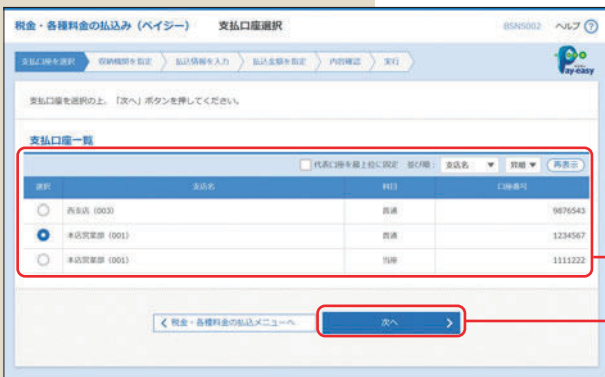 税金・各種料金の払込み（ペイジー） 支払口座選択 BSNS002 ヘルプ ?
支払口座を選択 収納機関を指定 払込情報を入力 払込金額を指定 内容確認 実行
Pay-easy
支払口座を選択の上、「次へ」ボタンを押してください。
支払口座一覧
代表口座を最上位に固定 並び順： 支店名 ▼ 昇順 ▼ 再表示
選択 支店名 科目 口座番号
西支店（003） 普通 9876543
本店営業部（001） 普通 1234567
本店営業部（001） 当座 1111222
税金・各種料金の払込メニューへ 次へ